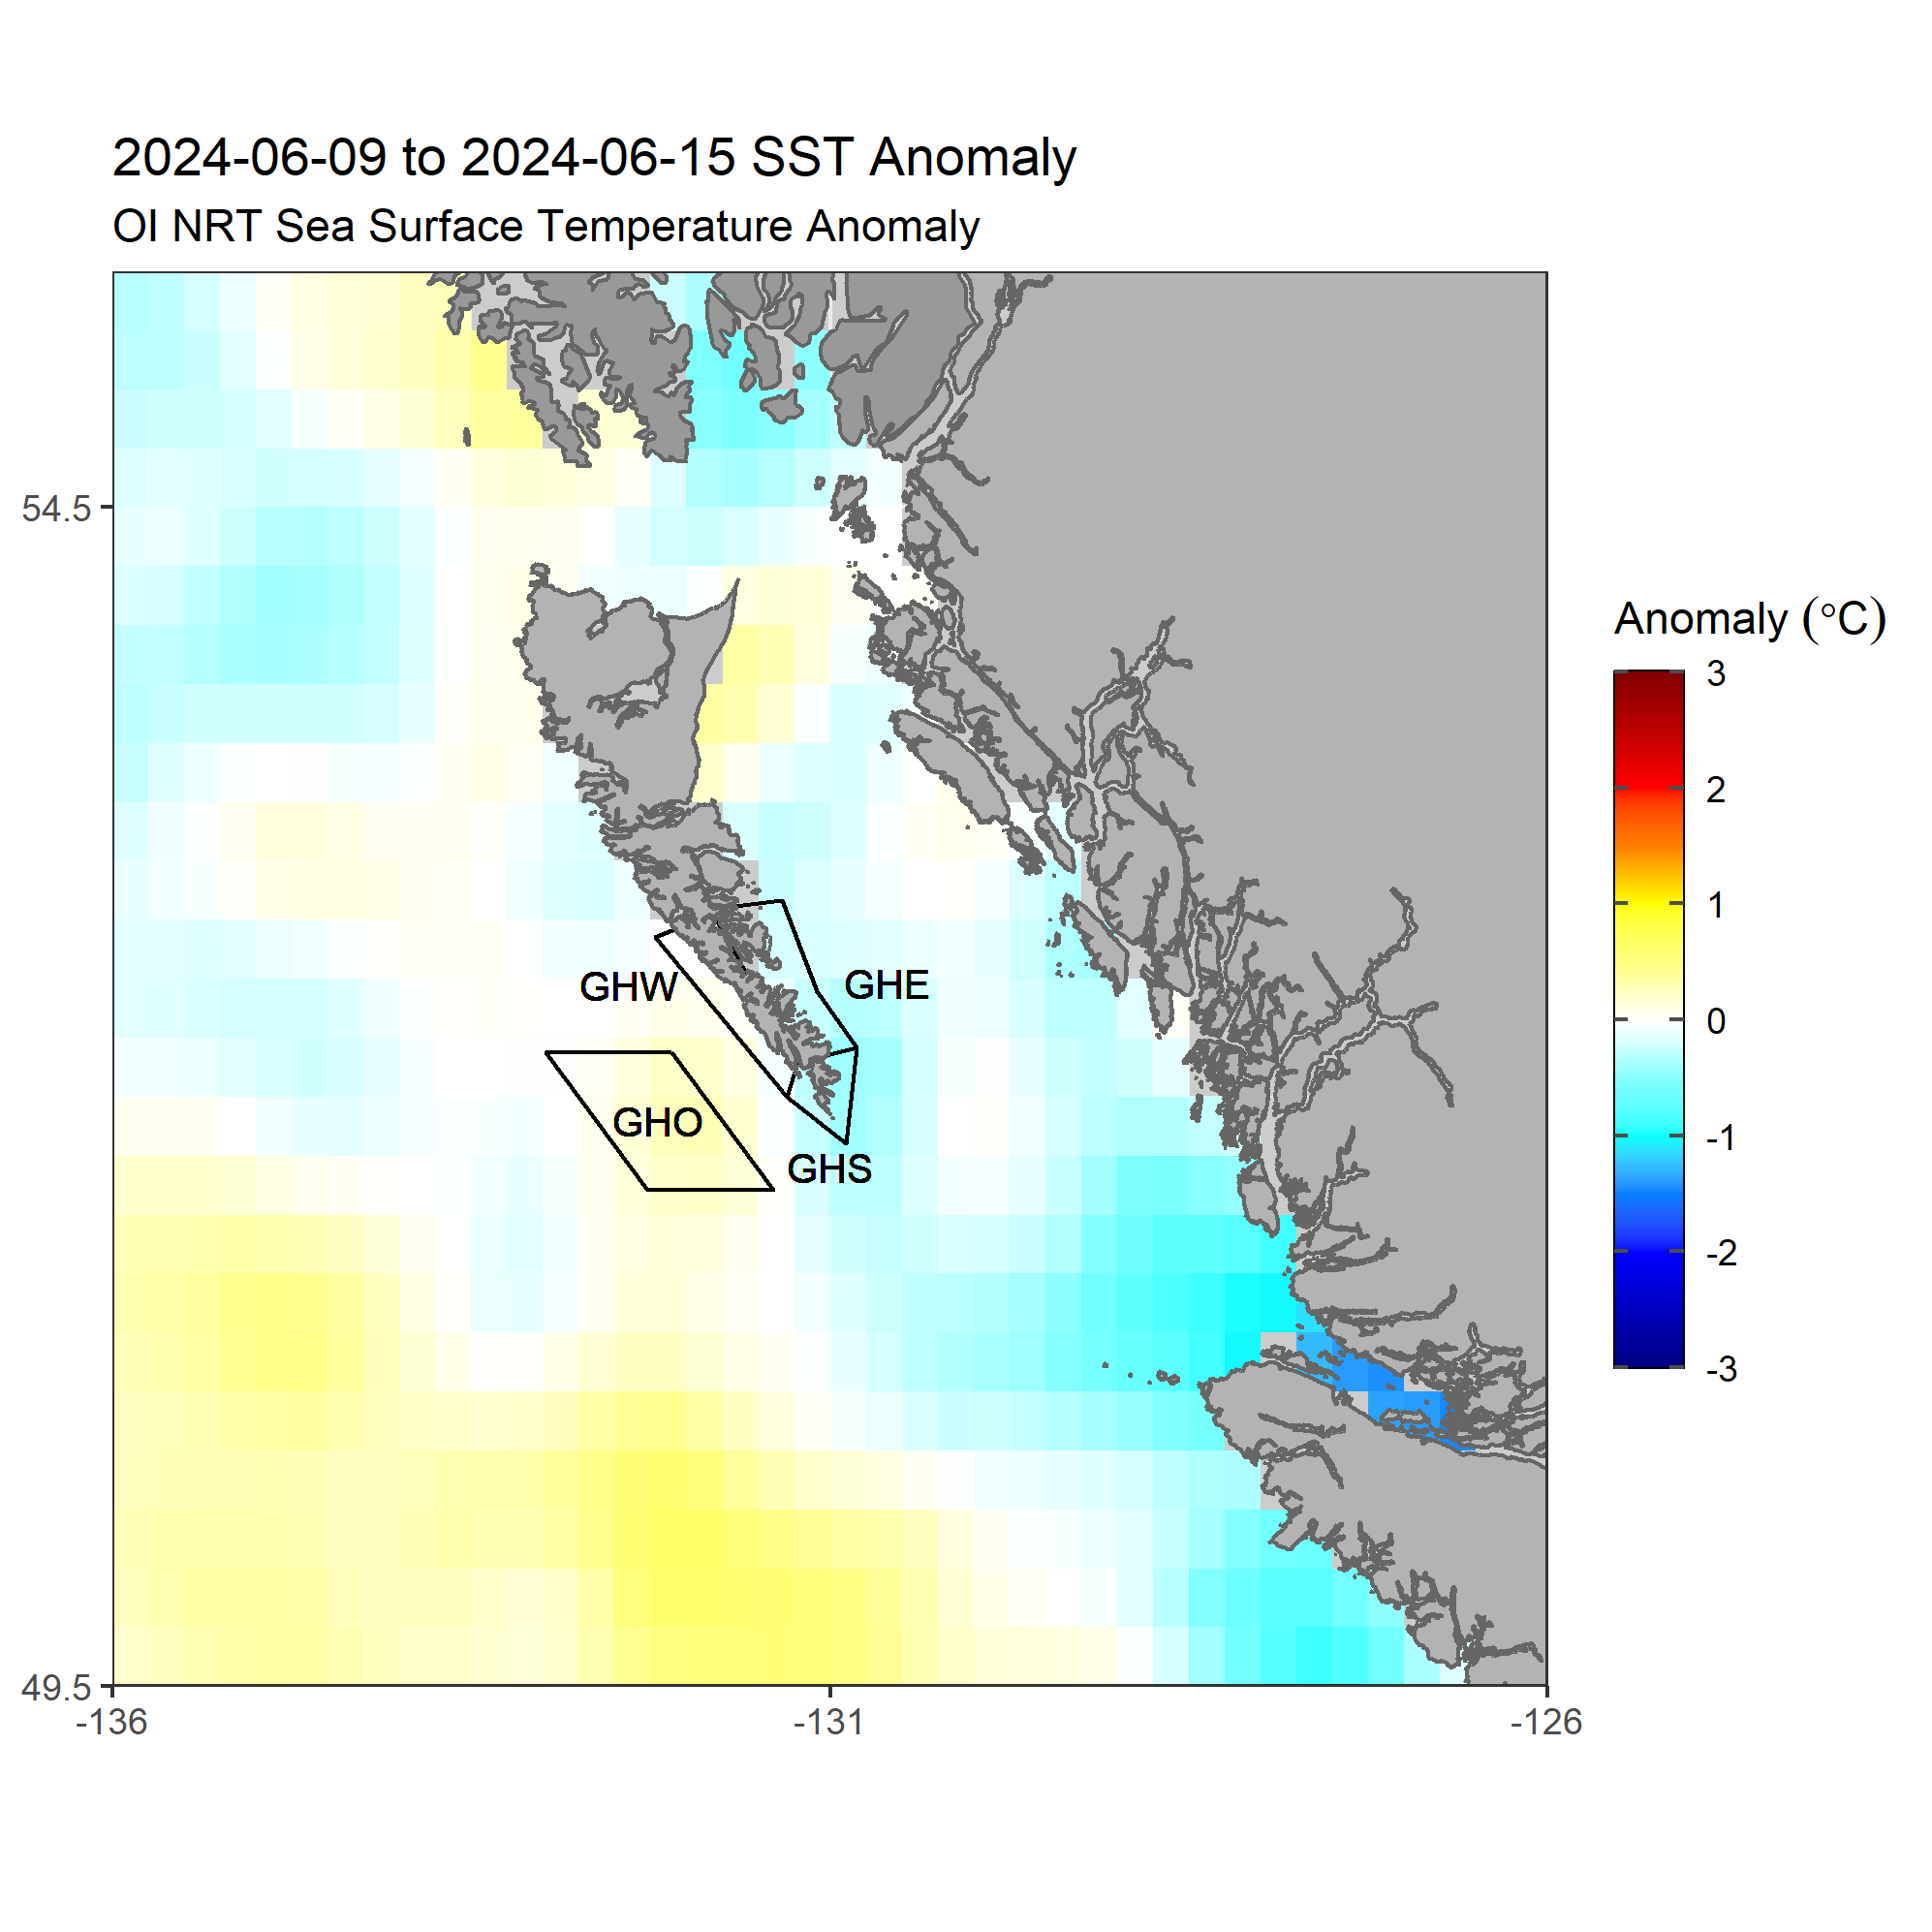 2024-06-09 to 2024-06-15 SST Anomaly
OI NRT Sea Surface Temperature Anomaly
54.5
49.5
-136
-131
-126
GHW
GHE
GHO
GHS
Anomaly (°C)
3
2
1
0
-1
-2
-3